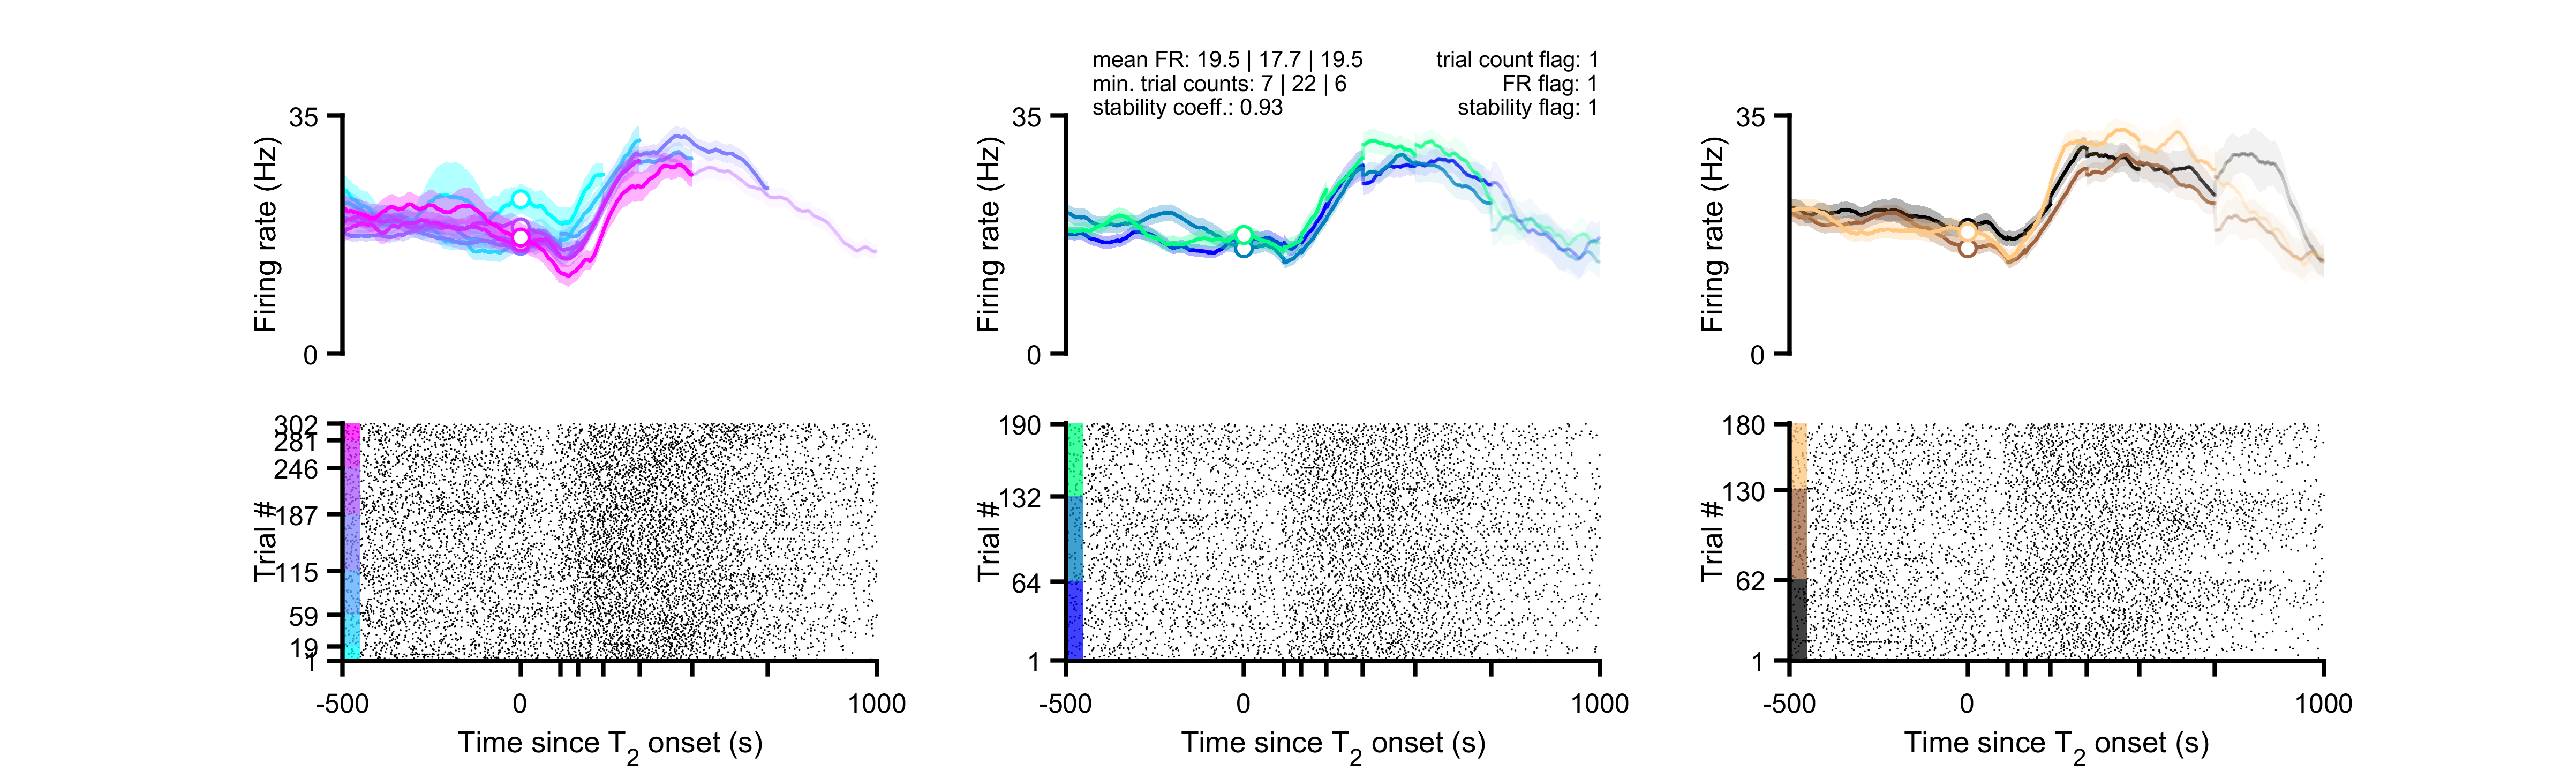 mean FR: 19.5 | 17.7 | 19.5
trial count flag: 1
min. trial counts: 7 | 22 | 6
FR flag: 1
stability coeff.: 0.93
stability flag: 1
35
0
Firing rate (Hz)
35
0
Firing rate (Hz)
35
0
Firing rate (Hz)
302
281
246
187
115
59
19
1
Trial #
-500
0
1000
Time since T2 onset (s)
190
132
64
1
Trial #
-500
0
1000
Time since T2 onset (s)
180
130
62
1
Trial #
-500
0
1000
Time since T2 onset (s)